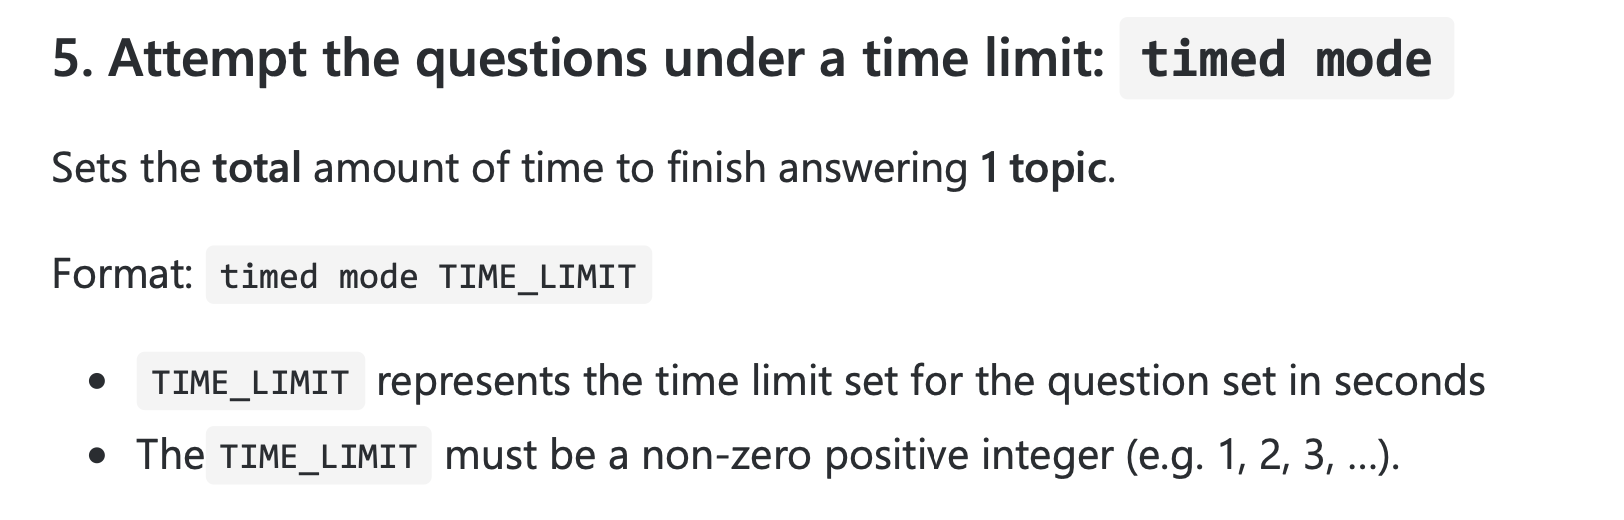 5. Attempt the questions under a time limit: timed mode
Sets the total amount of time to finish answering 1 topic.
Format: timed mode TIME_LIMIT
• TIME_LIMIT represents the time limit set for the question set in seconds
• The TIME_LIMIT must be a non-zero positive integer (e.g. 1, 2, 3, ...).